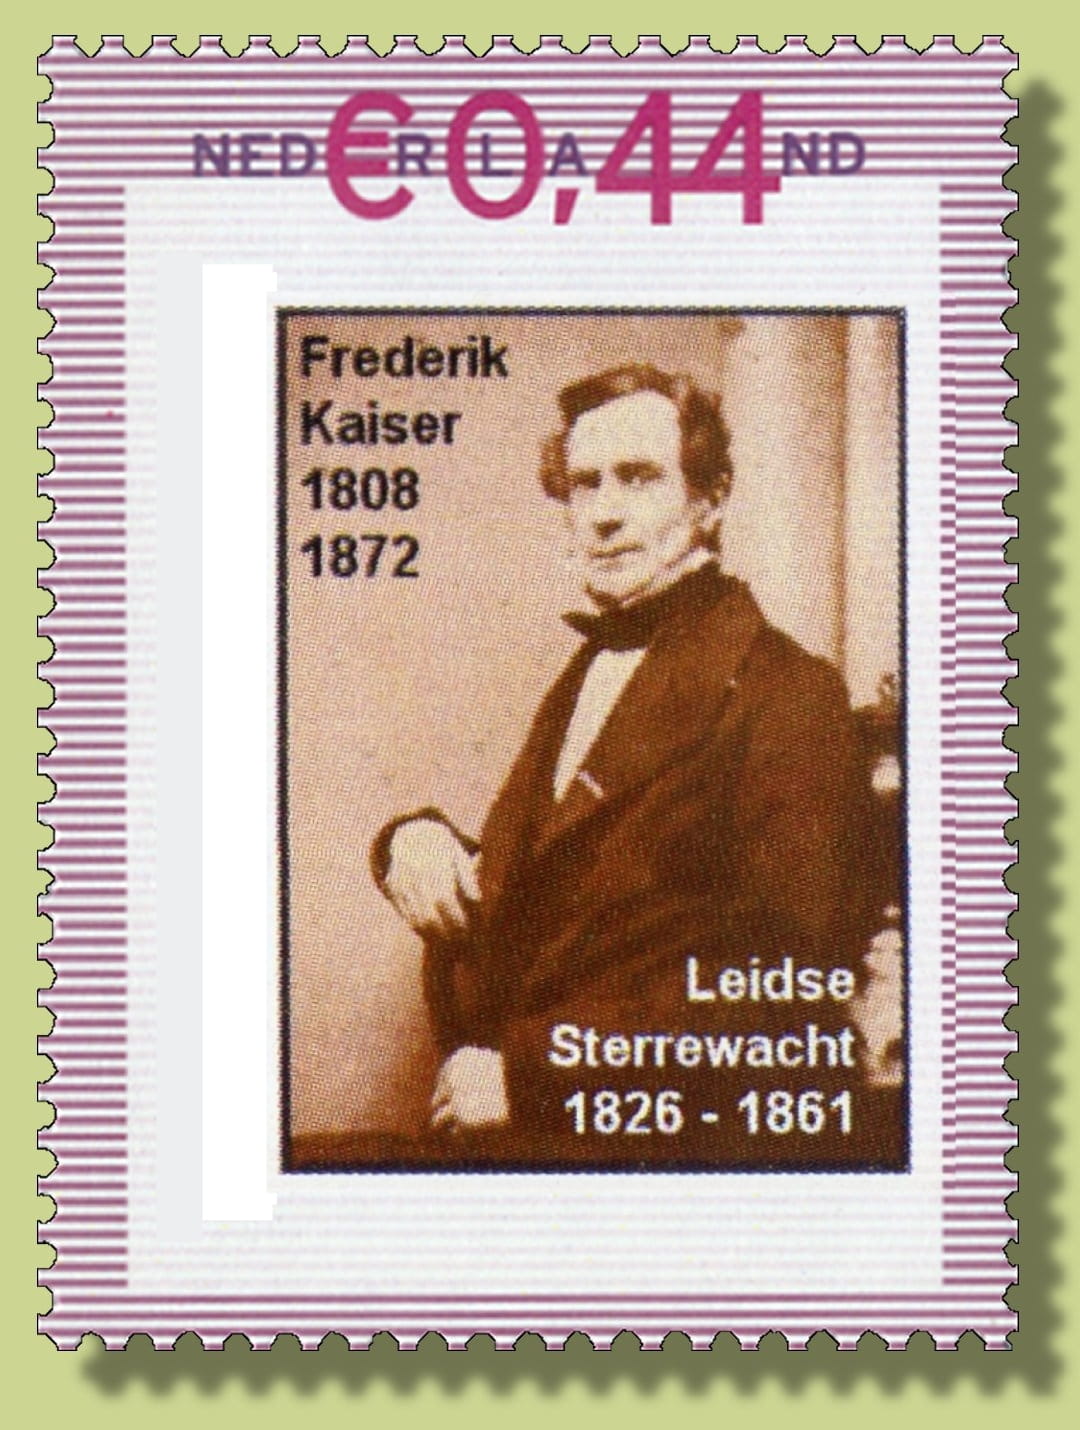 NEDERLAND
€0,44
Frederik
Kaiser
1808
1872
Leidse
Sterrewacht
1826 - 1861